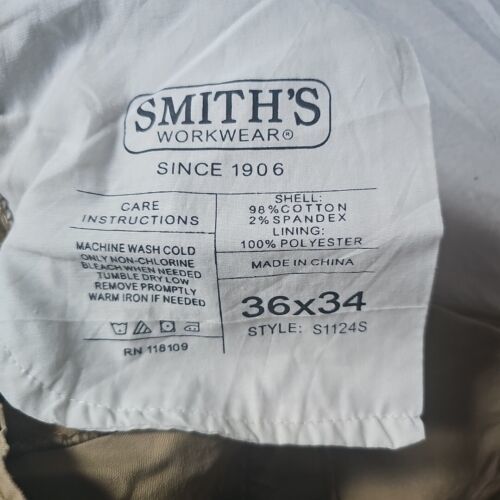 SMITH'S
WORKWEAR®
SINCE 1906
CARE
INSTRUCTIONS
MACHINE WASH COLD
ONLY NON-CHLORINE
BLEACH WHEN NEEDED
TUMBLE DRY LOW
REMOVE PROMPTLY
WARM IRON IF NEEDED
RN 118109
SHELL:
98%COTTON
2%SPANDEX
LINING:
100%POLYESTER
MADE IN CHINA
36x34
STYLE: S1124S